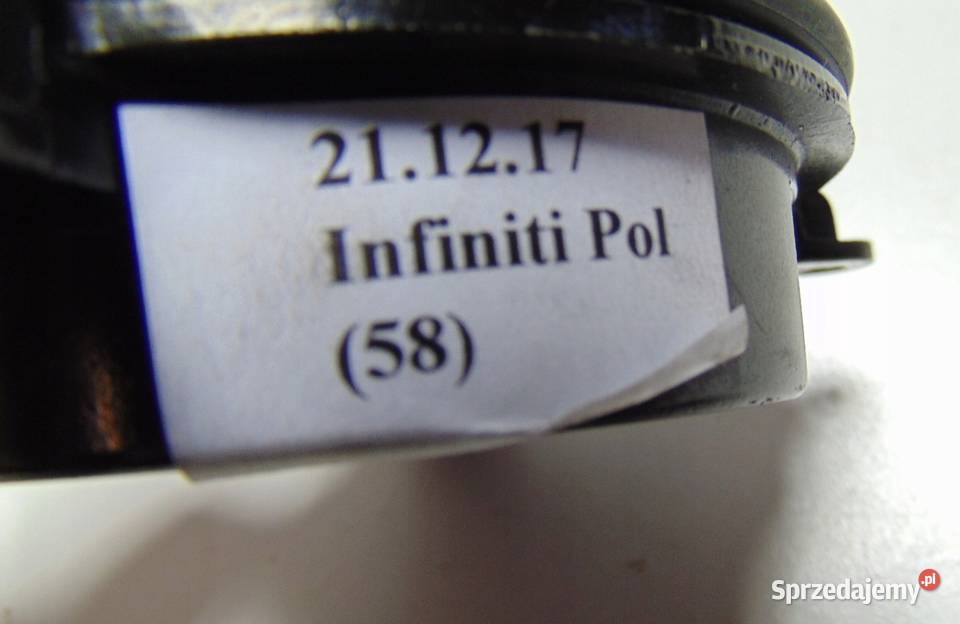 21.12.17
Infiniti Pol
(58)
Sprzedajemy.pl